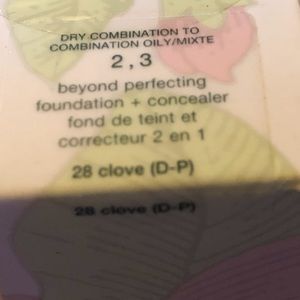 DRY COMBINATION TO
COMBINATION OILY/MIXTE
2 , 3
beyond perfecting
foundation + concealer
fond de teint et
correcteur 2 en 1
28 clove (D-P)
28 clove (D-P)